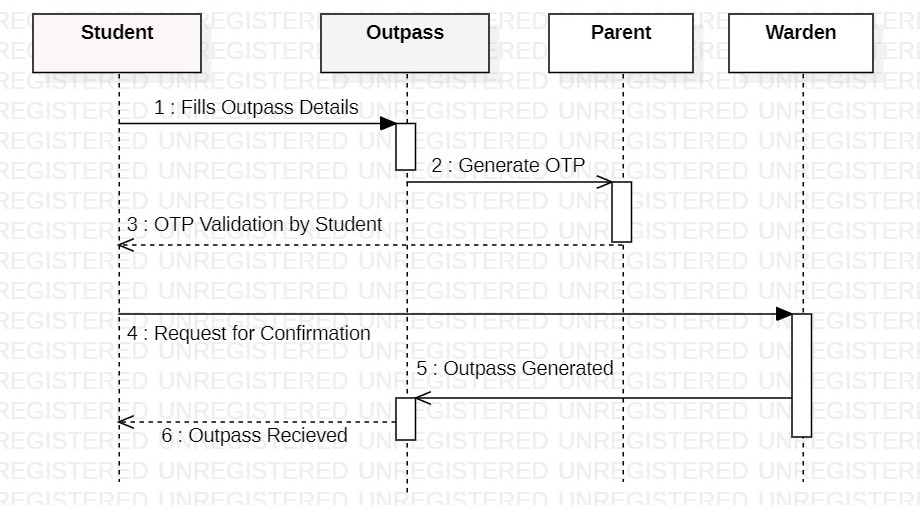 Student
Outpass
Parent
Warden
1 : Fills Outpass Details
2 : Generate OTP
3 : OTP Validation by Student
4 : Request for Confirmation
5 : Outpass Generated
6 : Outpass Recieved
UNREGISTERED